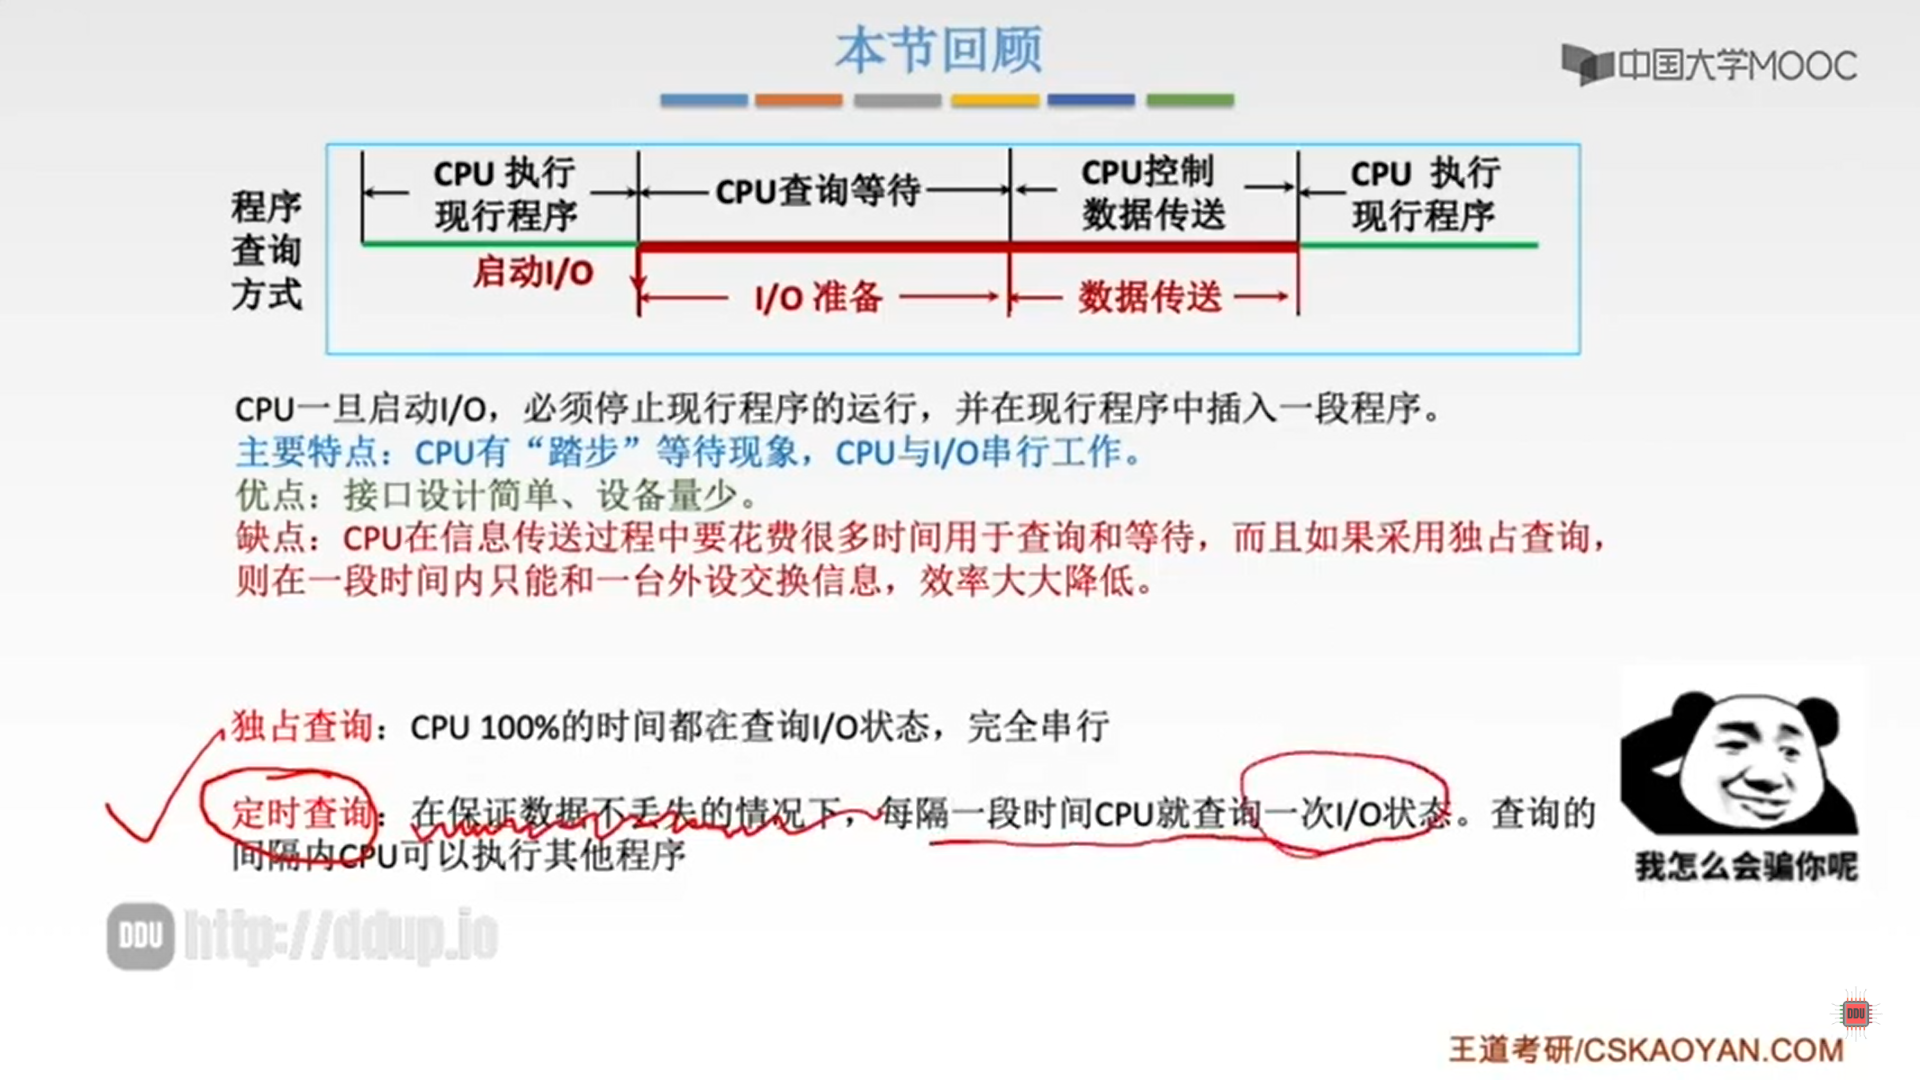 本节回顾
中国大学MOOC
程序
查询
方式
CPU 执行
现行程序
CPU查询等待
CPU控制
数据传送
CPU 执行
现行程序
启动I/O
I/O 准备
数据传送
CPU一旦启动I/O，必须停止现行程序的运行，并在现行程序中插入一段程序。
主要特点：CPU有“踏步”等待现象，CPU与I/O串行工作。
优点：接口设计简单、设备量少。
缺点：CPU在信息传送过程中要花费很多时间用于查询和等待，而且如果采用独占查询，
则在一段时间内只能和一台外设交换信息，效率大大降低。
独占查询：CPU 100%的时间都在查询I/O状态，完全串行
定时查询：在保证数据不丢失的情况下，每隔一段时间CPU就查询一次I/O状态。查询的
间隔内CPU可以执行其他程序
我怎么会骗你呢
DDU http://ddup.io
DDU
王道考研/CSKAOYAN.COM